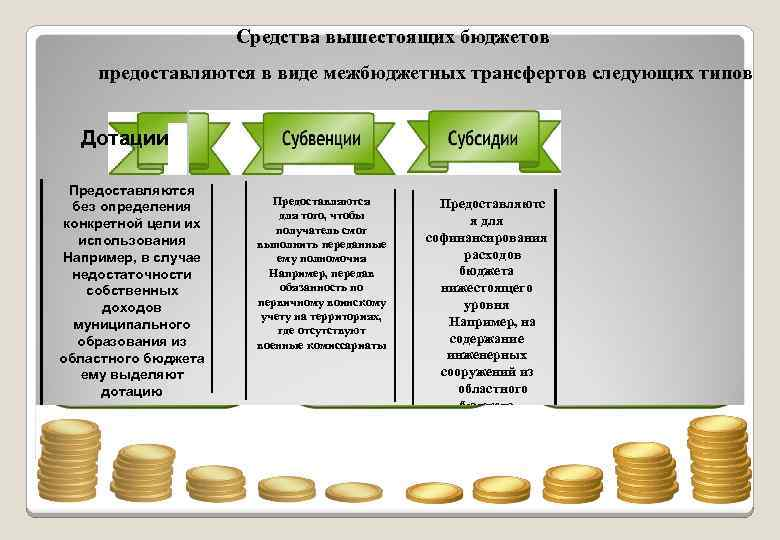 Средства вышестоящих бюджетов
предоставляются в виде межбюджетных трансфертов следующих типов
Дотации
Субвенции
Субсидии
Предоставляются
без определения
конкретной цели их
использования
Например, в случае
недостаточности
собственных
доходов
муниципального
образования из
областного бюджета
ему выделяют
дотацию
Предоставляются
для того, чтобы
получатель смог
выполнить переданные
ему полномочия
Например, передав
обязанность по
первичному воинскому
учету на территориях,
где отсутствуют
военные комиссариаты
Предоставляютс
я для
софинансирования
расходов
бюджета
нижестоящего
уровня
Например, на
содержание
инженерных
сооружений из
областного